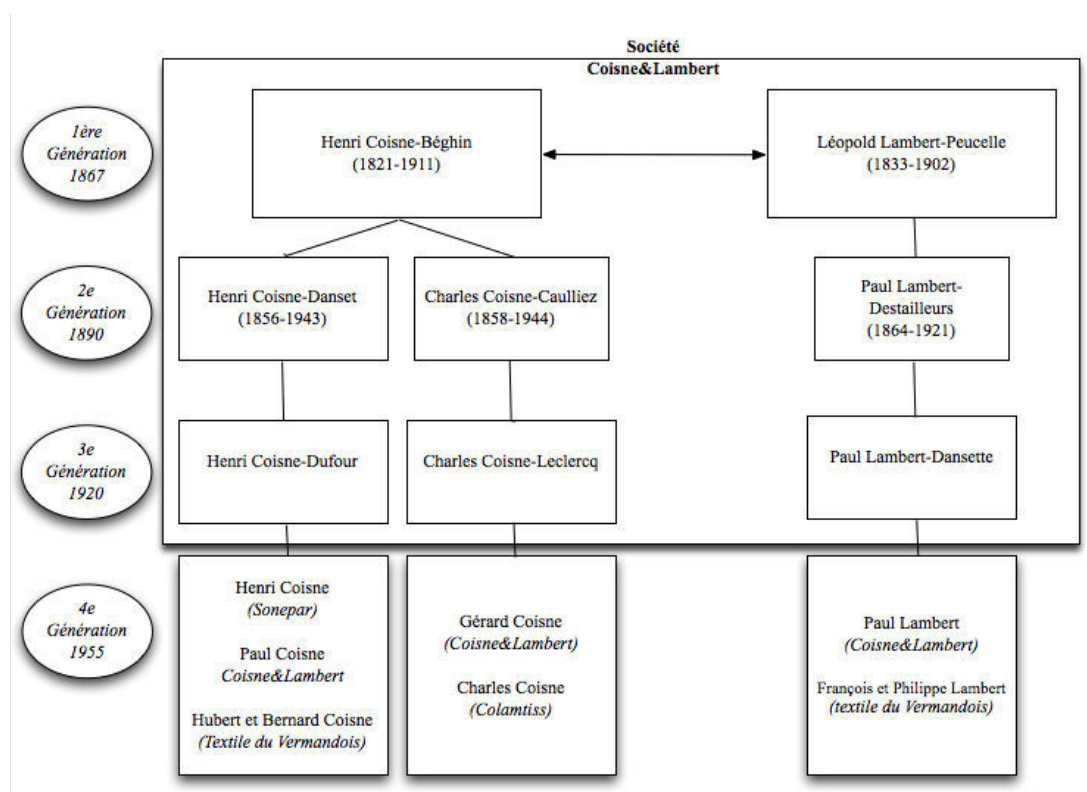 Société
Coisne&Lambert
1ère
Génération
1867
Henri Coisne-Béghin
(1821-1911)
Léopold Lambert-Peucelle
(1833-1902)
2e
Génération
1890
Henri Coisne-Danset
(1856-1943)
Charles Coisne-Caulliez
(1858-1944)
Paul Lambert-
Destailleurs
(1864-1921)
3e
Génération
1920
Henri Coisne-Dufour
Charles Coisne-Leclercq
Paul Lambert-Dansette
4e
Génération
1955
Henri Coisne
(Sonepar)
Paul Coisne
Coisne&Lambert
Hubert et Bernard Coisne
(Textile du Vermandois)
Gérard Coisne
(Coisne&Lambert)
Charles Coisne
(Colamtiss)
Paul Lambert
(Coisne&Lambert)
François et Philippe Lambert
(textile du Vermandois)